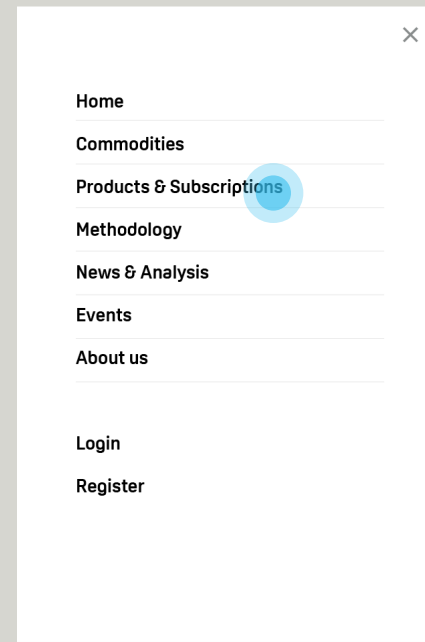 Home
Commodities
Products & Subscriptions
Methodology
News & Analysis
Events
About us
Login
Register